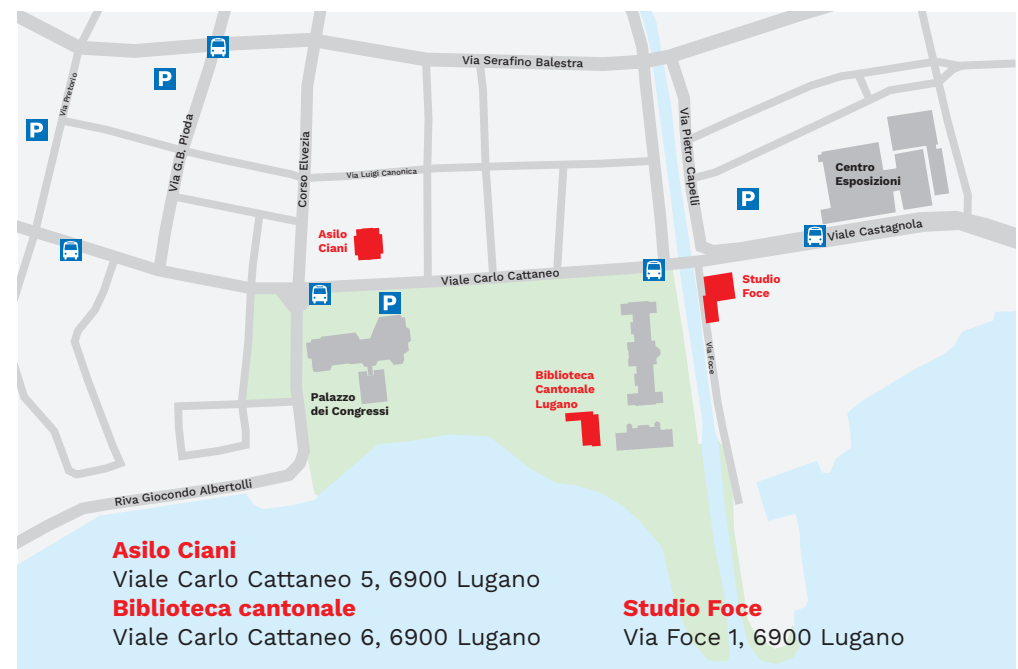 Via Serafino Balestra
P
Via Pretorio
P
Via G.B. Pioda
Corso Elvezia
Via Pietro Capelli
Via Luigi Canonica
Centro
Esposizioni
P
Asilo
Ciani
Viale Castagnola
Viale Carlo Cattaneo
Studio
Foce
P
Via Foce
Biblioteca
Cantonale
Lugano
Palazzo
dei Congressi
Riva Giocondo Albertolli
Asilo Ciani
Viale Carlo Cattaneo 5, 6900 Lugano
Biblioteca cantonale
Viale Carlo Cattaneo 6, 6900 Lugano
Studio Foce
Via Foce 1, 6900 Lugano